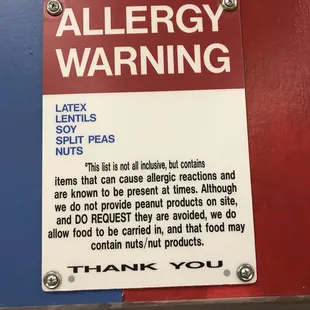 ALLERGY
WARNING
LATEX
LENTILS
SOY
SPLIT PEAS
NUTS
*This list is not all inclusive, but contains
items that can cause allergic reactions and
are known to be present at times. Although
we do not provide peanut products on site,
and DO REQUEST they are avoided, we do
allow food to be carried in, and that food may
contain nuts/nut products.
THANK YOU